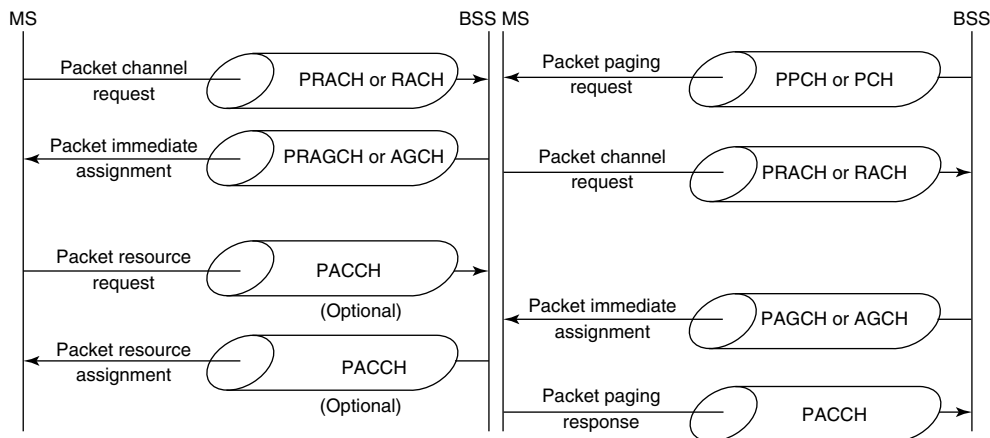 MS
BSS
Packet channel
request
PRACH or RACH
Packet immediate
assignment
PRAGCH or AGCH
Packet resource
request
PACCH
(Optional)
Packet resource
assignment
PACCH
(Optional)
MS
BSS
Packet paging
request
PPCH or PCH
Packet channel
request
PRACH or RACH
Packet immediate
assignment
PAGCH or AGCH
Packet paging
response
PACCH